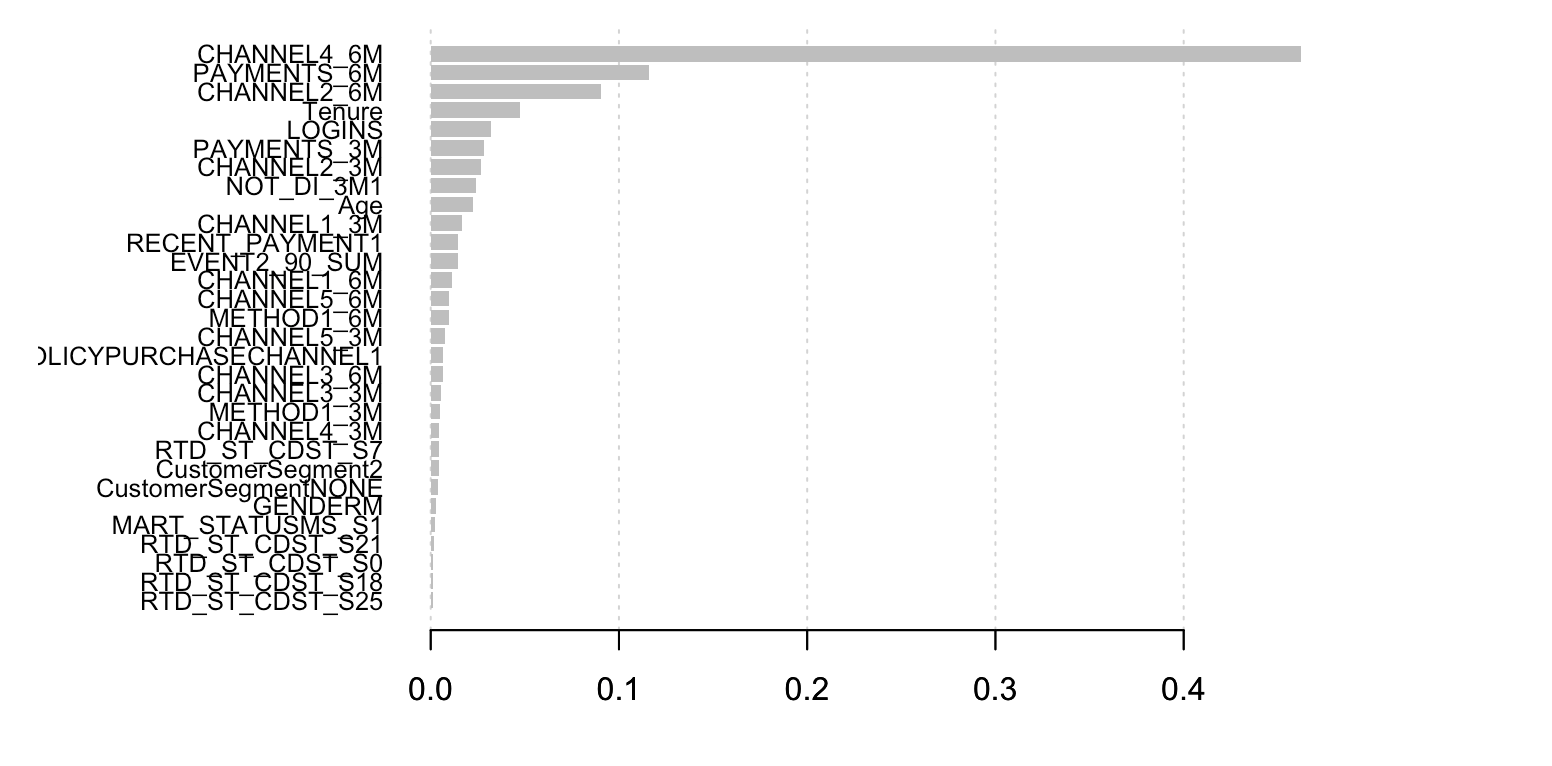 CHANNEL4_6M
PAYMENTS_6M
CHANNEL2_6M
Tenure
LOGINS
PAYMENTS_3M
CHANNEL2_3M
NOT_DI_3M1
Age
CHANNEL1_3M
RECENT_PAYMENT1
EVENT2_90_SUM
CHANNEL1_6M
CHANNEL5_6M
METHOD1_6M
CHANNEL5_3M
OLICYPURCHASECHANNEL1
CHANNEL3_6M
CHANNEL3_3M
METHOD1_3M
CHANNEL4_3M
RTD_ST_CDST_S7
CustomerSegment2
CustomerSegmentNONE
GENDERM
MART_STATUSMS_S1
RTD_ST_CDST_S21
RTD_ST_CDST_S0
RTD_ST_CDST_S18
RTD_ST_CDST_S25
0.0 0.1 0.2 0.3 0.4